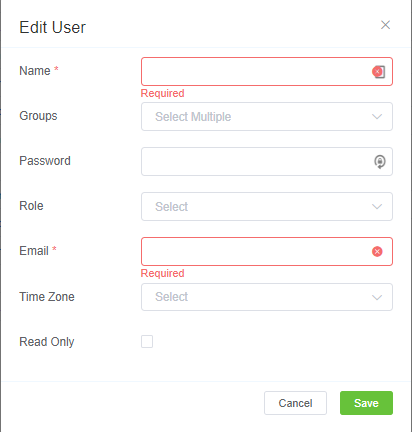 Edit User
Name *
Required
Groups
Select Multiple
Password
Role
Select
Email *
Required
Time Zone
Select
Read Only
Cancel
Save